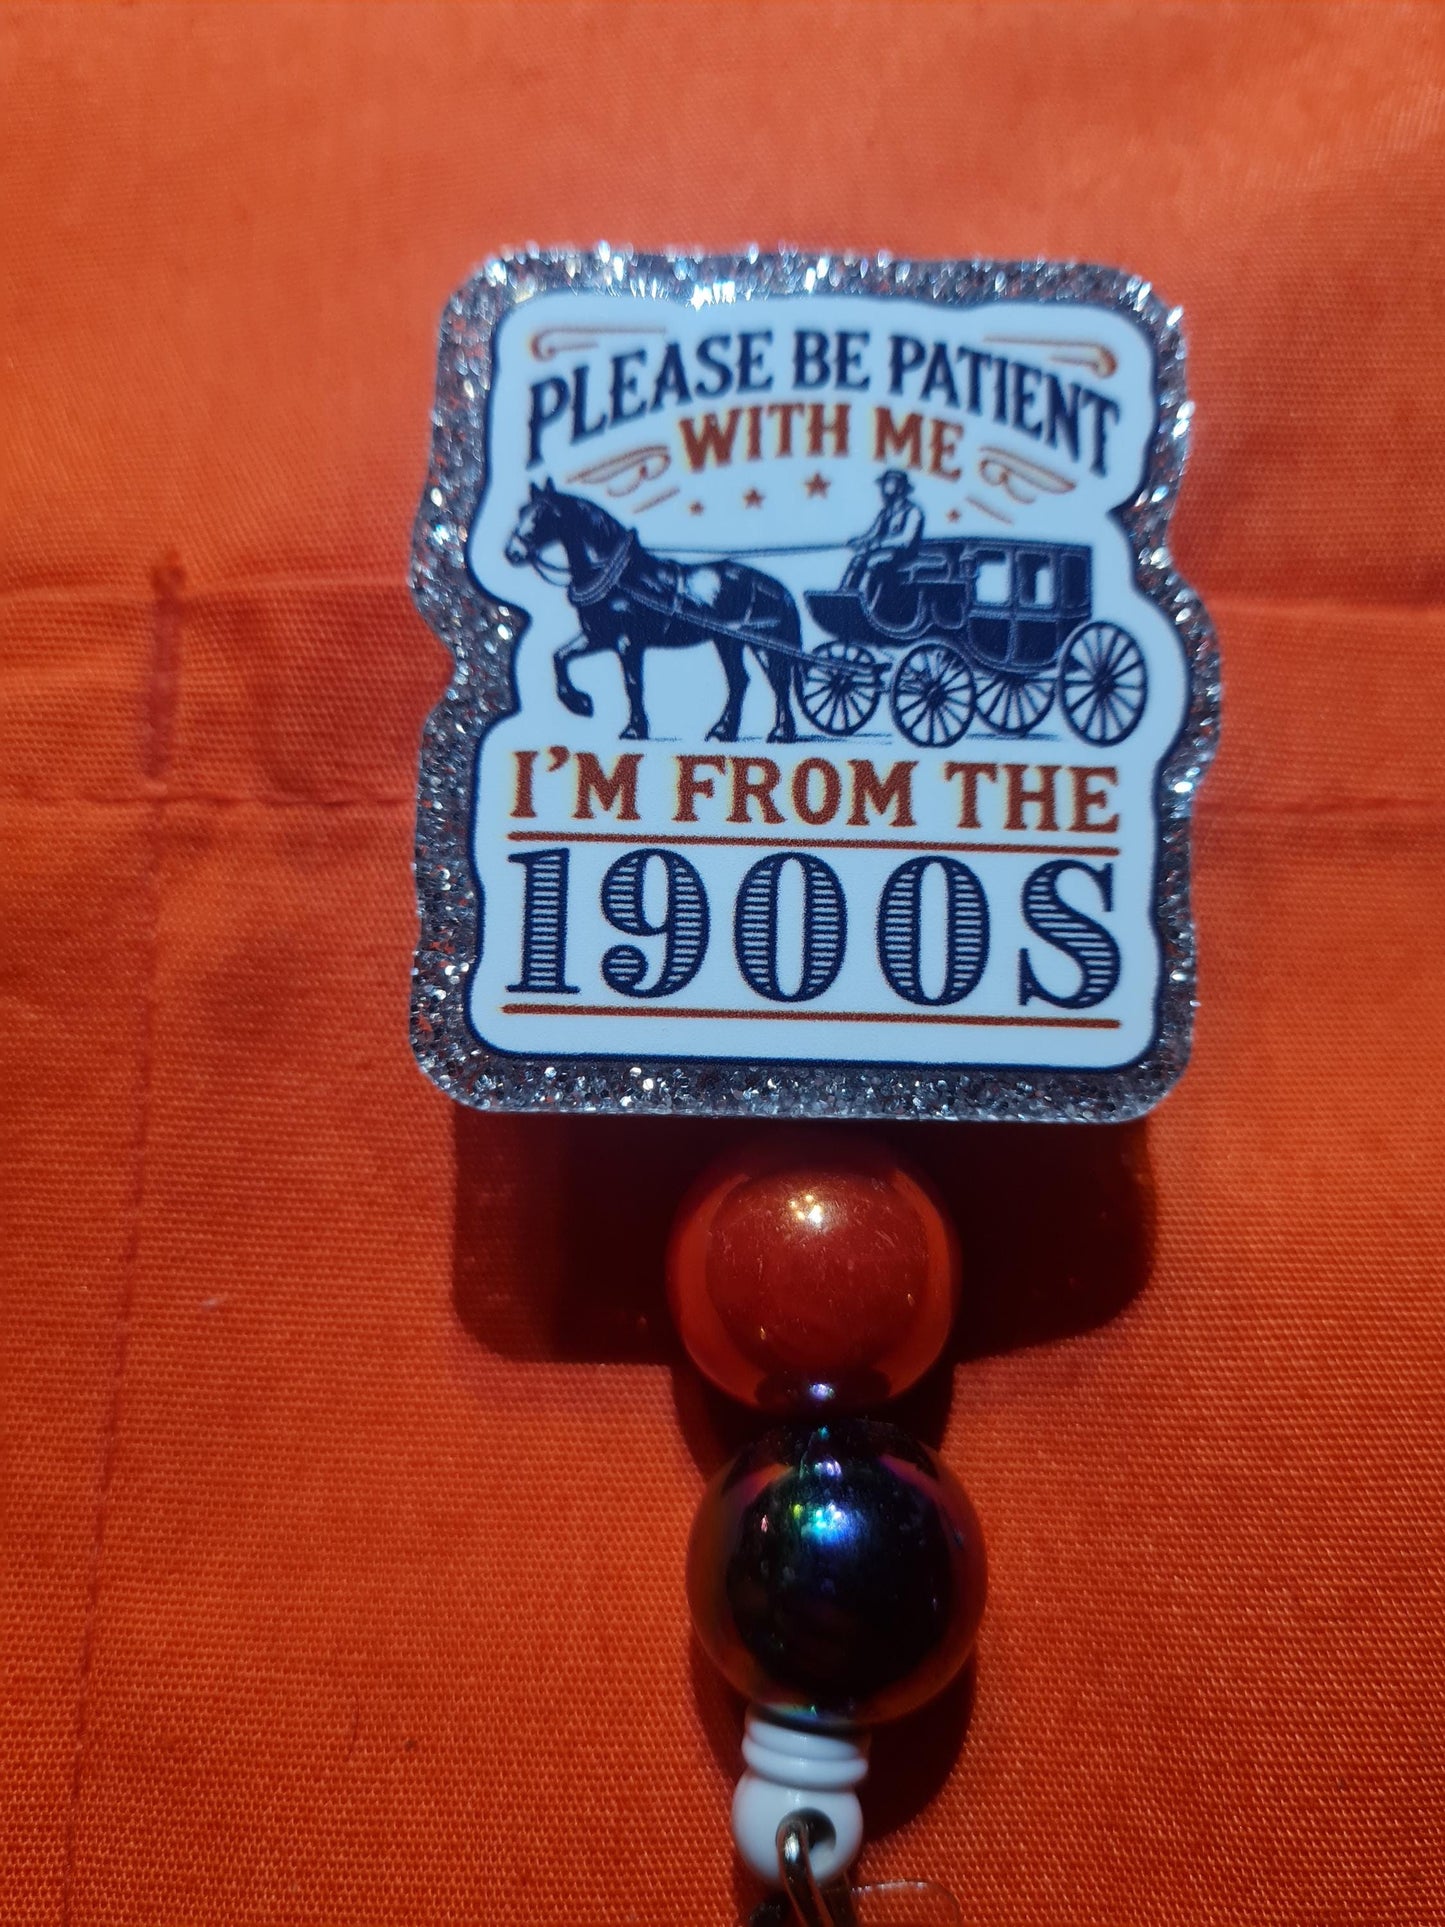 PLEASE BE PATIENT
WITH ME
I'M FROM THE
1900S